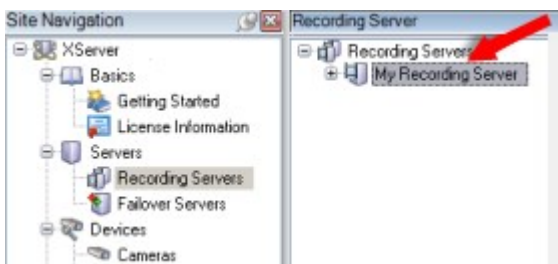 Site Navigation
XServer
Basics
Getting Started
License Information
Servers
Recording Servers
Failover Servers
Devices
Cameras
Recording Server
Recording Servers
My Recording Server